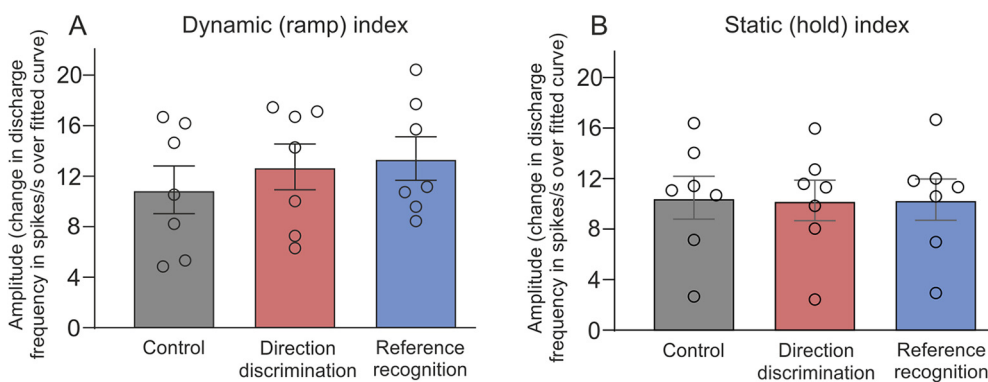 A
Dynamic (ramp) index
Amplitude (change in discharge
frequency in spikes/s over fitted curve)
20
16
12
8
4
0
Control
Direction
discrimination
Reference
recognition
B
Static (hold) index
Amplitude (change in discharge
frequency in spikes/s over fitted curve)
20
16
12
8
4
0
Control
Direction
discrimination
Reference
recognition